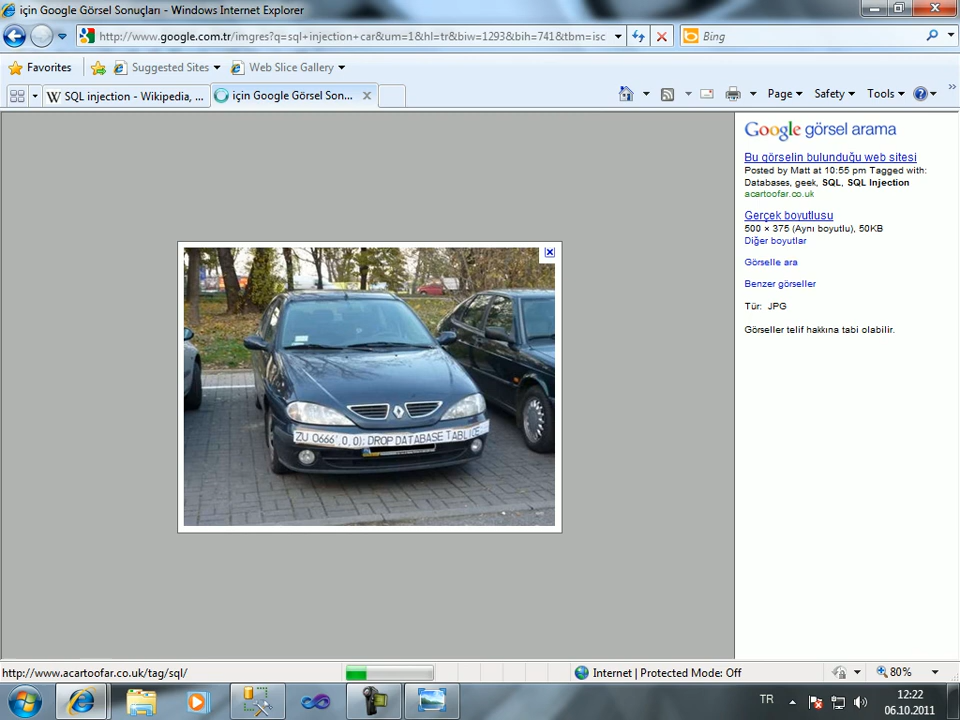 için Google Görsel Sonuçları - Windows Internet Explorer
http://www.google.com.tr/imgres?q=sql+injection+car&um=1&hl=tr&biw=1293&bih=741&tbm=isc
Bing
Favorites
Suggested Sites
Web Slice Gallery
SQL injection - Wikipedia, ...
için Google Görsel Son...
Page
Safety
Tools
Google görsel arama
Bu görselin bulunduğu web sitesi
Posted by Matt at 10:55 pm Tagged with:
Databases, geek, SQL, SQL Injection
acartoofar.co.uk
Gerçek boyutlusu
500 × 375 (Aynı boyutlu), 50KB
Diğer boyutlar
Görselle ara
Benzer görseller
Tür: JPG
Görseller telif hakkına tabi olabilir.
ZU 0666',0,0); DROP DATABASE TABLICE
http://www.acartoofar.co.uk/tag/sql/
Internet | Protected Mode: Off
80%
TR
12:22
06.10.2011